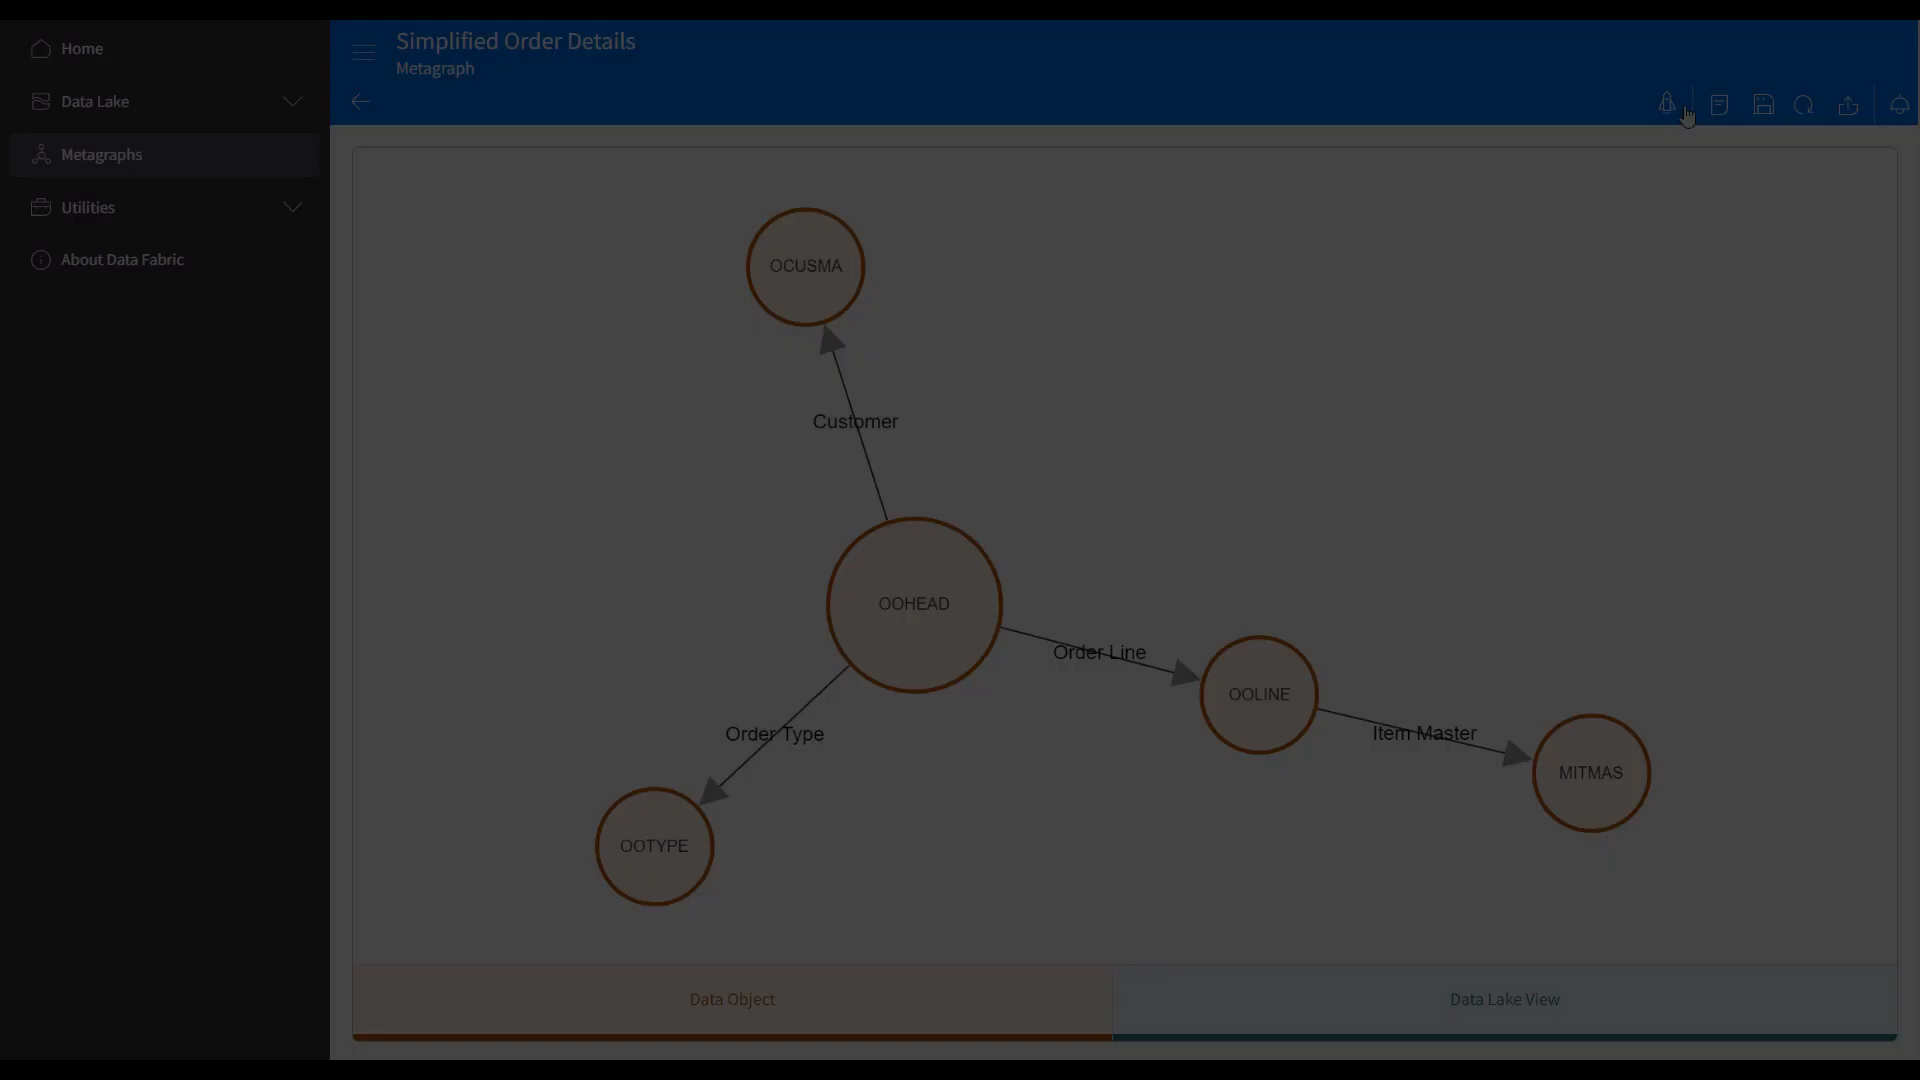 Home
Data Lake
Metagraphs
Utilities
About Data Fabric
Simplified Order Details
Metagraph
OCUSMA
Customer
OOHEAD
Order Line
OOLINE
Order Type
Item Master
MITMAS
OOTYPE
Data Object
Data Lake View